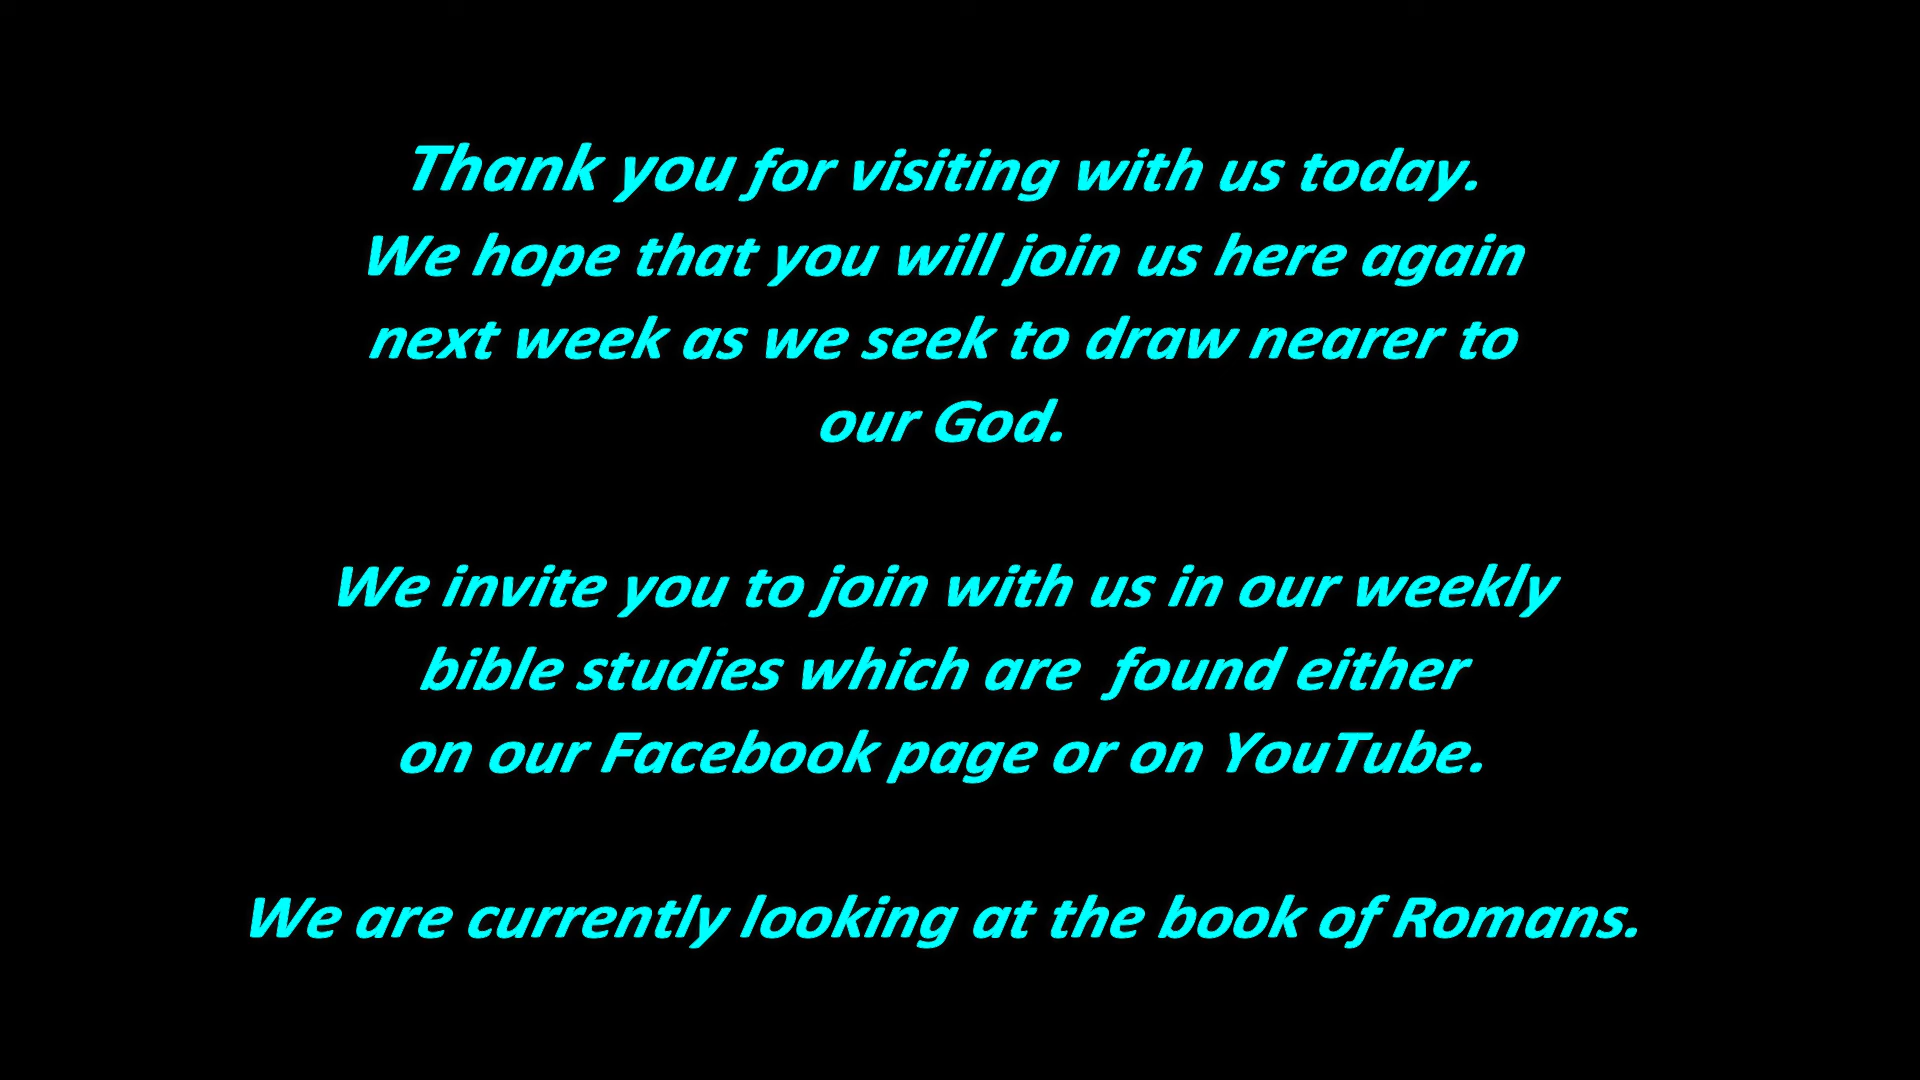 Thank you for visiting with us today.
We hope that you will join us here again
next week as we seek to draw nearer to
our God.
We invite you to join with us in our weekly
bible studies which are  found either
on our Facebook page or on YouTube.
We are currently looking at the book of Romans.